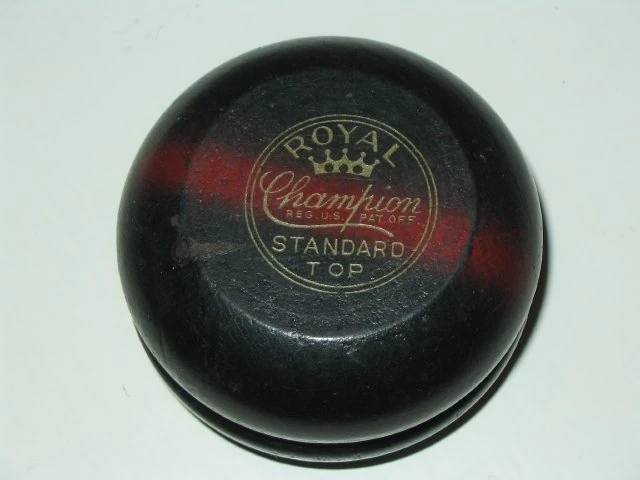 ROYAL
Champion
REG. U.S. PAT. OFF.
STANDARD
TOP